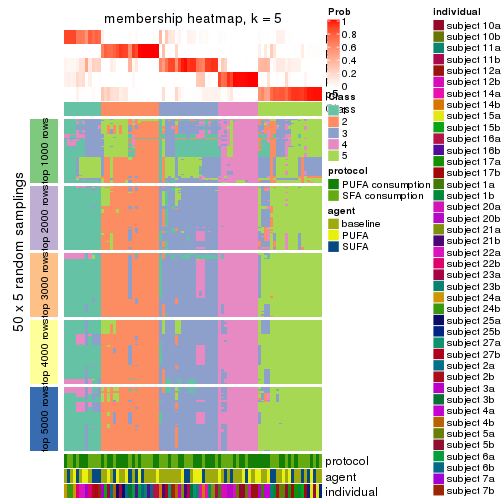 membership heatmap, k = 5
50 x 5 random samplings
top 1000 rows
top 2000 rows
top 3000 rows
top 4000 rows
top 5000 rows
protocol
agent
individual
Prob
1
0.8
0.6
0.4
0.2
0
Class
1
2
3
4
5
protocol
PUFA consumption
SFA consumption
agent
baseline
PUFA
SUFA
individual
subject 10a
subject 10b
subject 11a
subject 11b
subject 12a
subject 12b
subject 14a
subject 14b
subject 15a
subject 15b
subject 16a
subject 16b
subject 17a
subject 17b
subject 1a
subject 1b
subject 20a
subject 20b
subject 21a
subject 21b
subject 22a
subject 22b
subject 23a
subject 23b
subject 24a
subject 24b
subject 25a
subject 25b
subject 27a
subject 27b
subject 2a
subject 2b
subject 3a
subject 3b
subject 4a
subject 4b
subject 5a
subject 5b
subject 6a
subject 6b
subject 7a
subject 7b